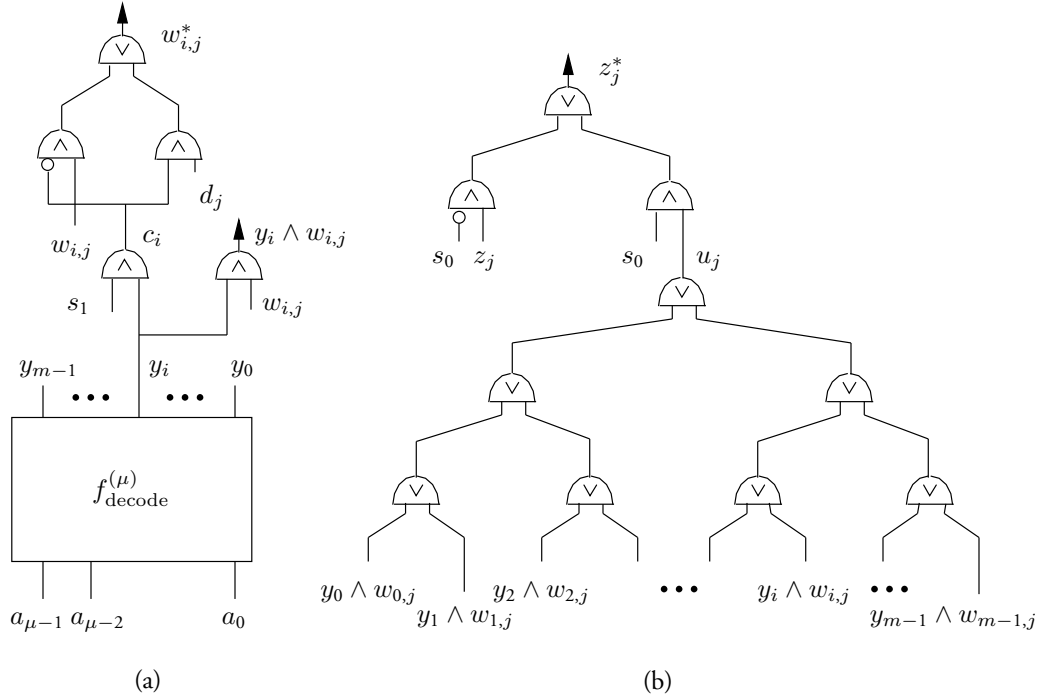 w*_{i,j}
∨
∧ ∧
d_j
w_{i,j} c_i
∧
s_1
y_i ∧ w_{i,j}
∧
w_{i,j}
y_{m−1} y_i y_0
••• •••
f^{(μ)}_{decode}
a_{μ−1} a_{μ−2} a_0
(a)
z*_j
∨
∧ ∧
s_0 z_j s_0 u_j
∨
∨ ∨
∨ ∨ ∨ ∨
y_0 ∧ w_{0,j} y_2 ∧ w_{2,j} ••• y_i ∧ w_{i,j} •••
y_1 ∧ w_{1,j} y_{m−1} ∧ w_{m−1,j}
(b)